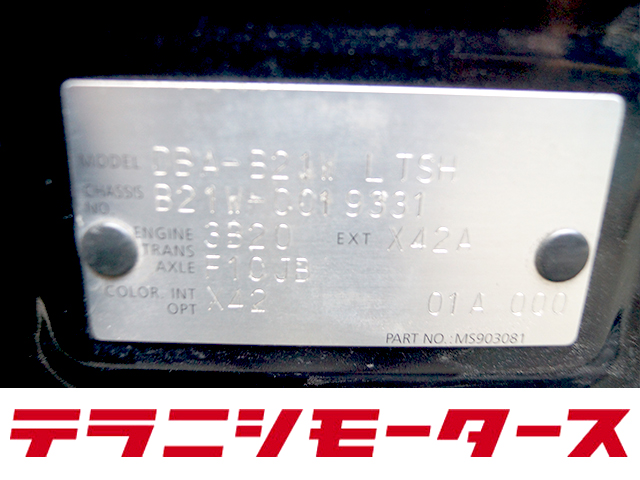 MODEL DBA-B21W LTSH
CHASSIS NO. B21W-0019331
ENGINE 3B20 EXT X42A
TRANS AXLE F1CJB
COLOR. INT X42 01A 000
OPT
PART NO.: MS903081
テラニシモータース